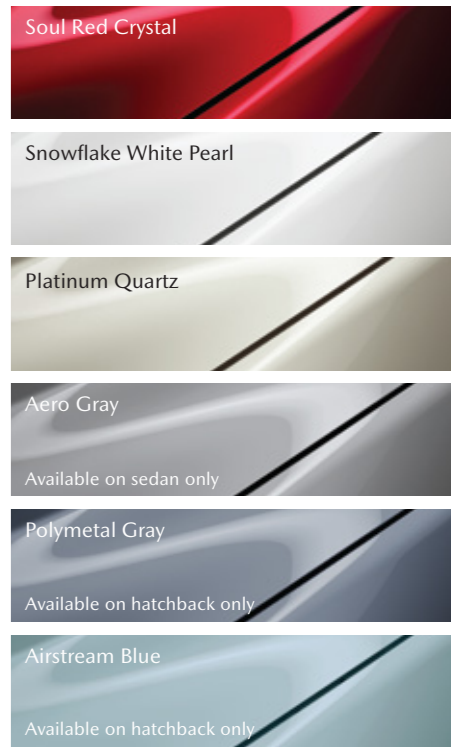 Soul Red Crystal
Snowflake White Pearl
Platinum Quartz
Aero Gray
Available on sedan only
Polymetal Gray
Available on hatchback only
Airstream Blue
Available on hatchback only